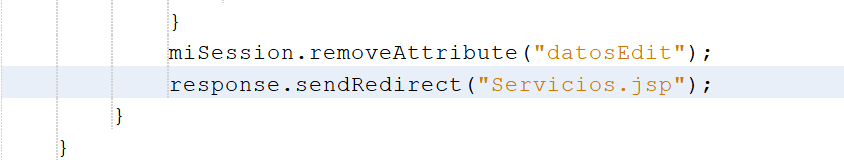 }
miSession.removeAttribute("datosEdit");
response.sendRedirect("Servicios.jsp");
}
}